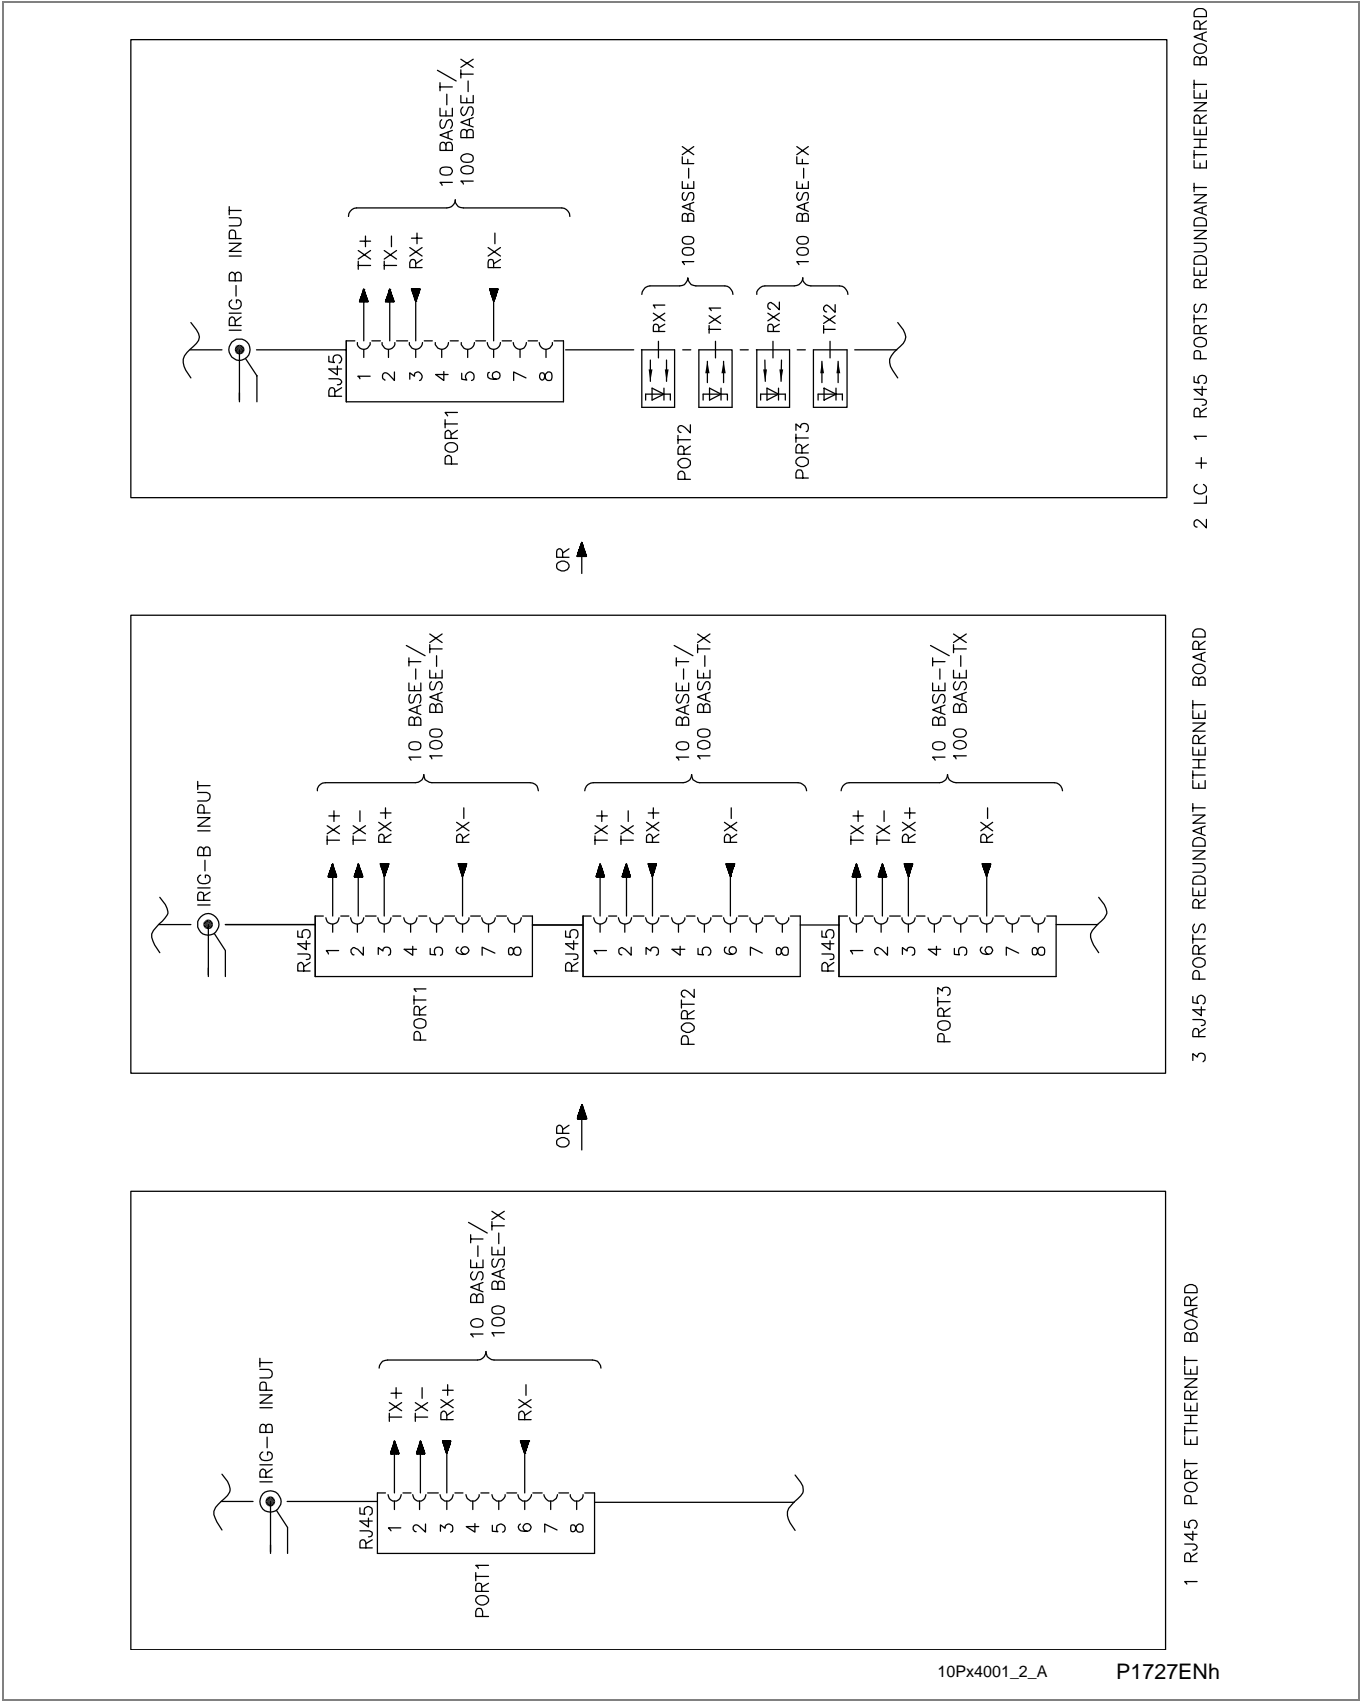 IRIG-B INPUT
RJ45
1
2
3
4
5
6
7
8
TX+
TX-
RX+
RX-
10 BASE-T/
100 BASE-TX
PORT1
1 RJ45 PORT ETHERNET BOARD
OR
IRIG-B INPUT
RJ45
1
2
3
4
5
6
7
8
TX+
TX-
RX+
RX-
10 BASE-T/
100 BASE-TX
PORT1
RJ45
1
2
3
4
5
6
7
8
TX+
TX-
RX+
RX-
10 BASE-T/
100 BASE-TX
PORT2
RJ45
1
2
3
4
5
6
7
8
TX+
TX-
RX+
RX-
10 BASE-T/
100 BASE-TX
PORT3
3 RJ45 PORTS REDUNDANT ETHERNET BOARD
OR
IRIG-B INPUT
RJ45
1
2
3
4
5
6
7
8
TX+
TX-
RX+
RX-
10 BASE-T/
100 BASE-TX
PORT1
RX1
TX1
100 BASE-FX
PORT2
RX2
TX2
100 BASE-FX
PORT3
2 LC + 1 RJ45 PORTS REDUNDANT ETHERNET BOARD
10Px4001_2_A
P1727ENh